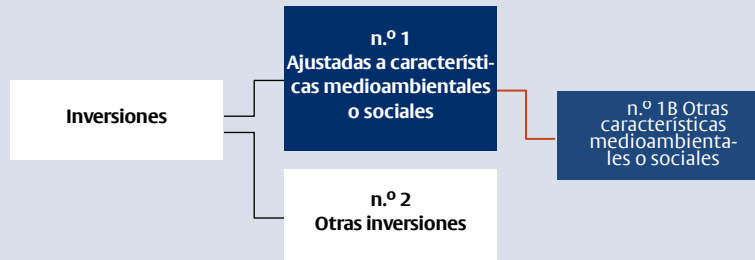 n.º 1
Ajustadas a característi-
cas medioambientales
o sociales
Inversiones
n.º 1B Otras
características
medioambienta-
les o sociales
n.º 2
Otras inversiones